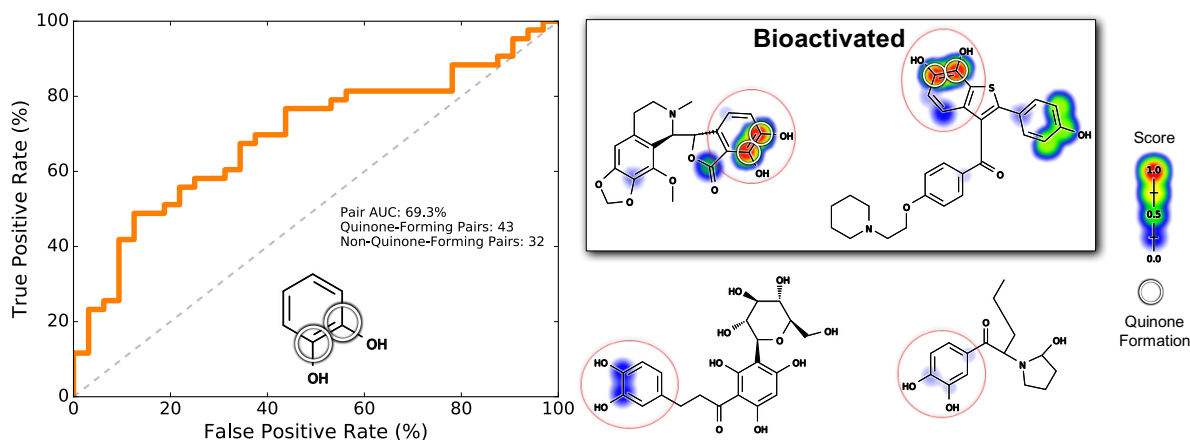 100
80
60
40
20
0
True Positive Rate (%)
0
20
40
60
80
100
False Positive Rate (%)
Pair AUC: 69.3%
Quinone-Forming Pairs: 43
Non-Quinone-Forming Pairs: 32
OH
OH
Bioactivated
N
O
O
O
O
O
OH
OH
HO
OH
S
OH
O
O
N
OH
HO
HO
OH
O
OH
OH
OH
OH
O
HO
HO
O
OH
N
HO
OH
Score
1.0
0.5
0.0
Quinone
Formation